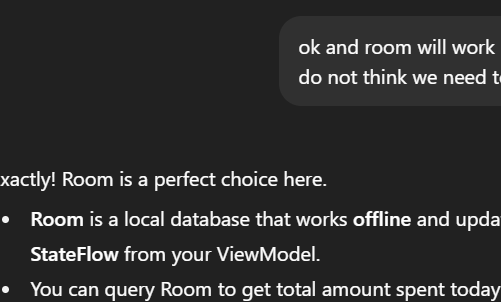 ok and room will work
do not think we need
xactly! Room is a perfect choice here.
• Room is a local database that works offline and
StateFlow from your ViewModel.
• You can query Room to get total amount spent today